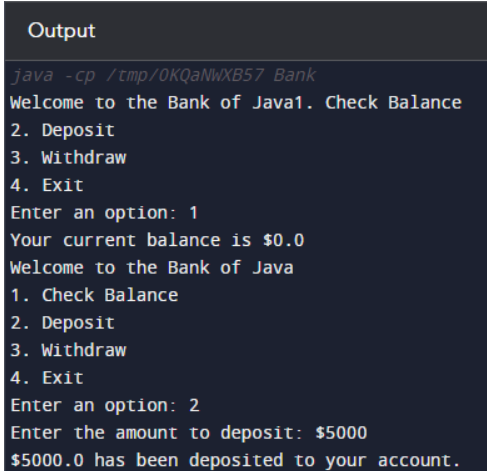 Output
java -cp /tmp/OKQaNWXB57 Bank
Welcome to the Bank of Java1. Check Balance
2. Deposit
3. Withdraw
4. Exit
Enter an option: 1
Your current balance is $0.0
Welcome to the Bank of Java
1. Check Balance
2. Deposit
3. Withdraw
4. Exit
Enter an option: 2
Enter the amount to deposit: $5000
$5000.0 has been deposited to your account.